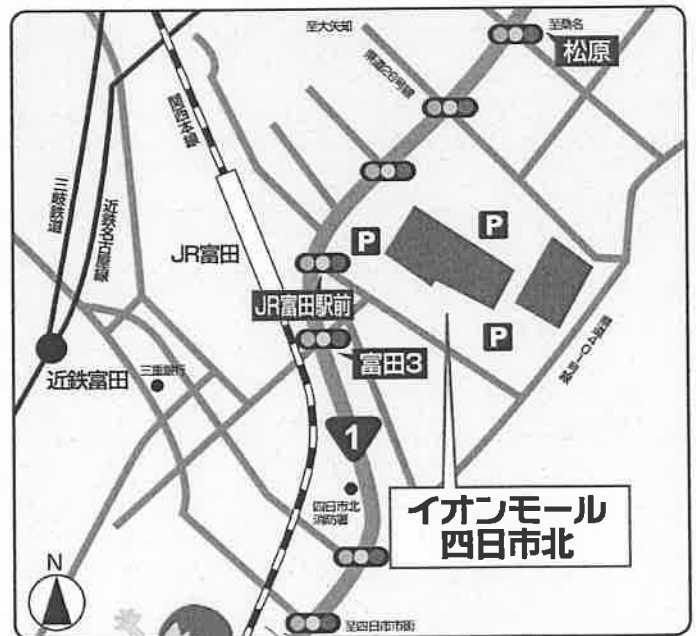 至大矢知
至桑名
松原
県道26号線
関西本線
三岐鉄道
近鉄名古屋線
JR富田
P
P
JR富田駅前
P
富田3
近鉄富田
三重銀行
1
四日市北
消防署
イオンモール
四日市北
N
至四日市市街